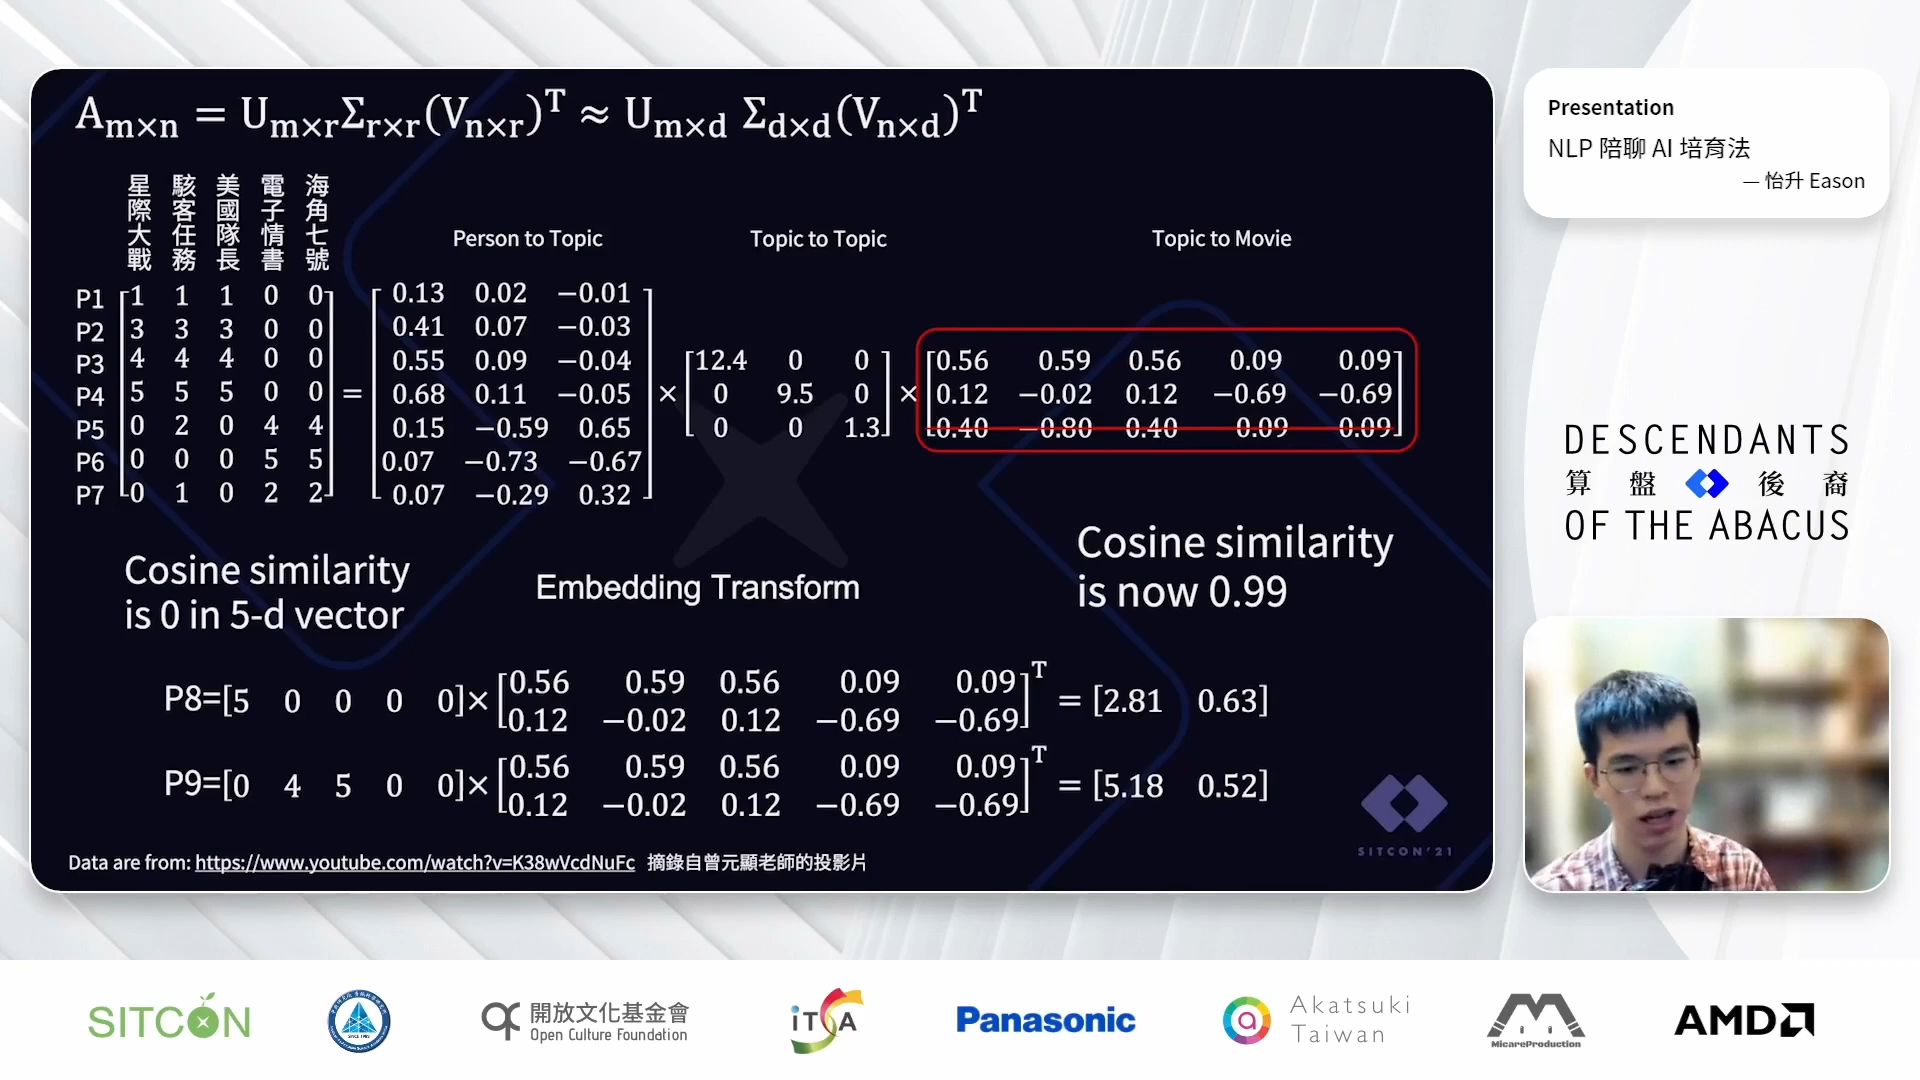 A m×n = U m×r Σ r×r (V n×r)^T ≈ U m×d Σ d×d (V n×d)^T
星際大戰 駭客任務 美國隊長 電子情書 海角七號
Person to Topic Topic to Topic Topic to Movie
P1 1 1 1 0 0
P2 3 3 3 0 0
P3 4 4 4 0 0
P4 5 5 5 0 0
P5 0 2 0 4 4
P6 0 0 0 5 5
P7 0 1 0 2 2
=
0.13 0.02 −0.01
0.41 0.07 −0.03
0.55 0.09 −0.04
0.68 0.11 −0.05
0.15 −0.59 0.65
0.07 −0.73 −0.67
0.07 −0.29 0.32
×
12.4 0 0
0 9.5 0
0 0 1.3
×
0.56 0.59 0.56 0.09 0.09
0.12 −0.02 0.12 −0.69 −0.69
0.40 −0.80 0.40 0.09 0.09
Cosine similarity
is 0 in 5-d vector
Embedding Transform
Cosine similarity
is now 0.99
P8=[5 0 0 0 0]×
0.56 0.59 0.56 0.09 0.09
0.12 −0.02 0.12 −0.69 −0.69
T
= [2.81 0.63]
P9=[0 4 5 0 0]×
0.56 0.59 0.56 0.09 0.09
0.12 −0.02 0.12 −0.69 −0.69
T
= [5.18 0.52]
Data are from: https://www.youtube.com/watch?v=K38wVcdNuFc 摘錄自曾元顯老師的投影片
SITCON'21
Presentation
NLP 陪聊 AI 培育法
— 怡升 Eason
DESCENDANTS
算盤後裔
OF THE ABACUS
SITCON
開放文化基金會
Open Culture Foundation
iTSA
Panasonic
Akatsuki
Taiwan
MicareProduction
AMD